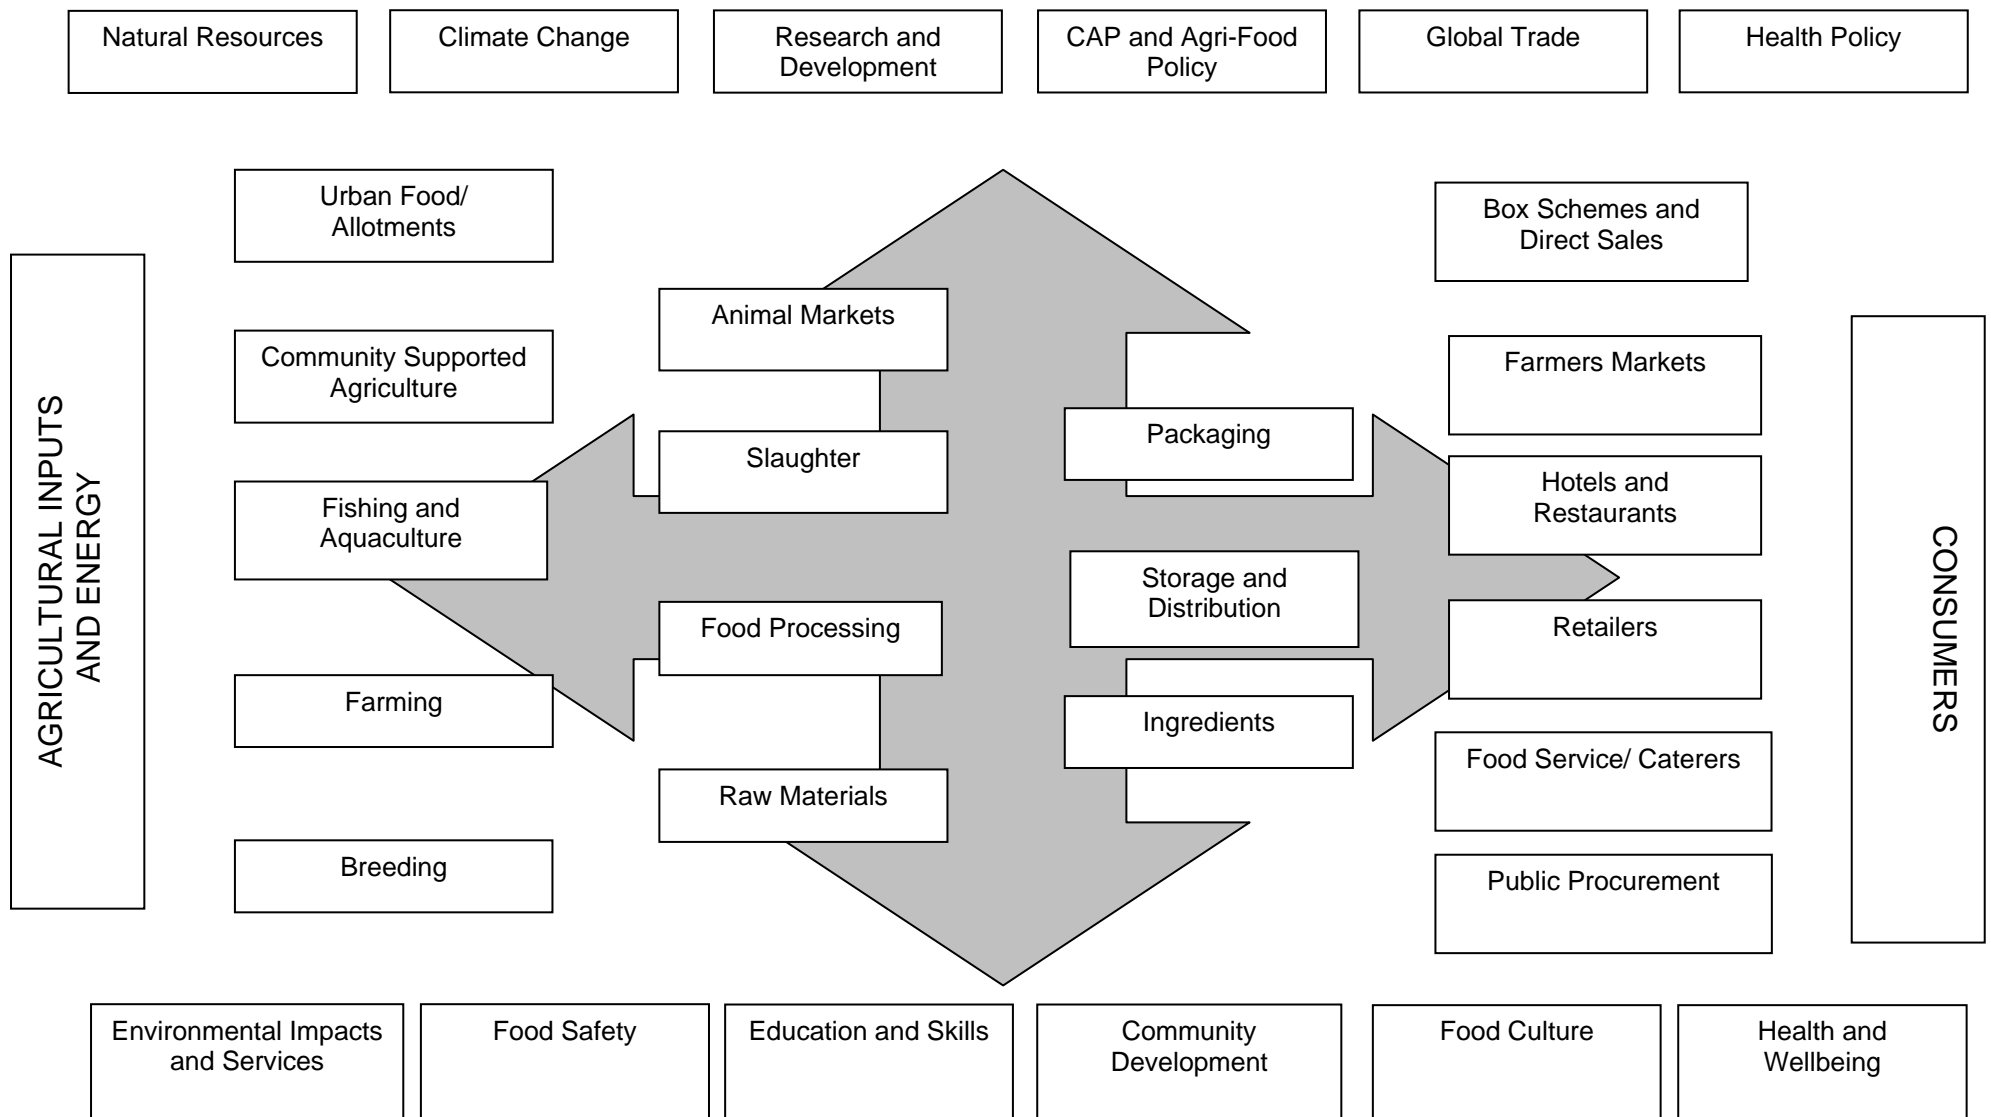 Natural Resources
Climate Change
Research and
Development
CAP and Agri-Food
Policy
Global Trade
Health Policy
AGRICULTURAL INPUTS
AND ENERGY
Urban Food/
Allotments
Community Supported
Agriculture
Fishing and
Aquaculture
Farming
Breeding
Animal Markets
Slaughter
Food Processing
Raw Materials
Packaging
Storage and
Distribution
Ingredients
Box Schemes and
Direct Sales
Farmers Markets
Hotels and
Restaurants
Retailers
Food Service/ Caterers
Public Procurement
CONSUMERS
Environmental Impacts
and Services
Food Safety
Education and Skills
Community
Development
Food Culture
Health and
Wellbeing